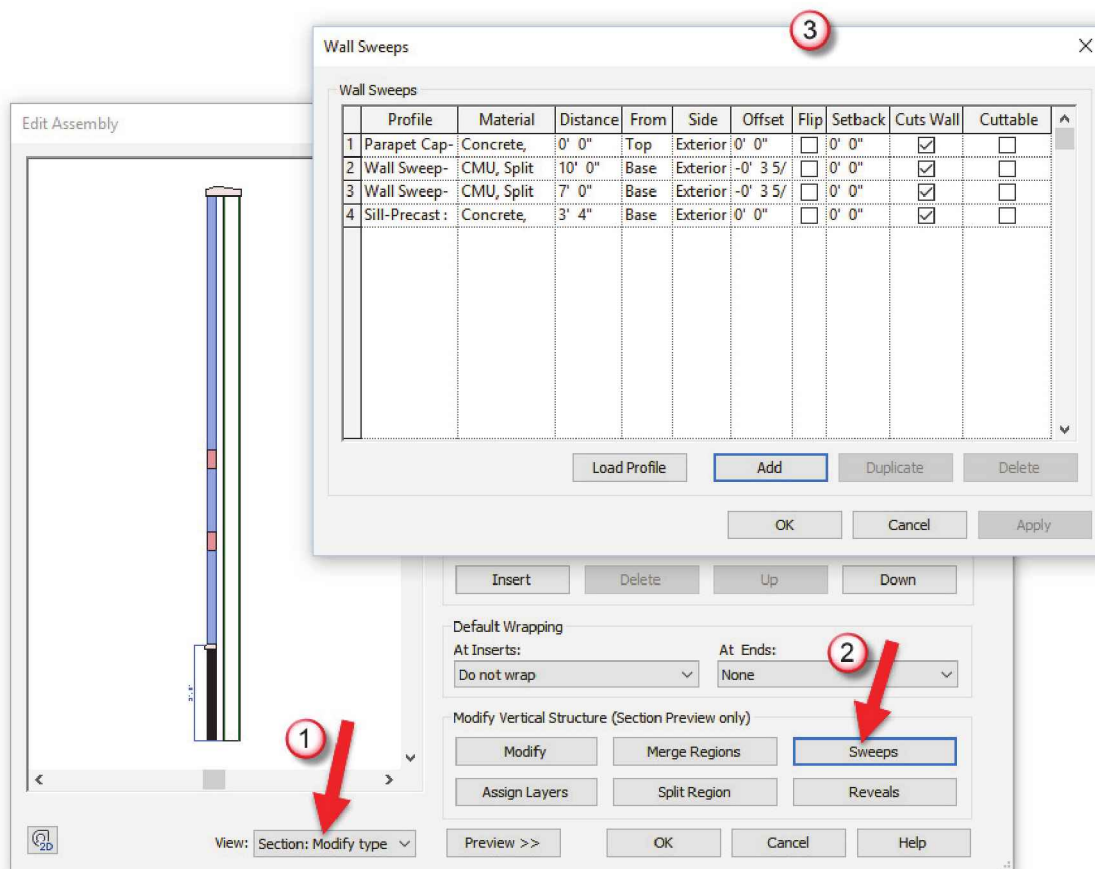 3
Wall Sweeps
Wall Sweeps
Profile Material Distance From Side Offset Flip Setback Cuts Wall Cuttable
1 Parapet Cap- Concrete, 0' 0" Top Exterior 0' 0" 0' 0"
2 Wall Sweep- CMU, Split 10' 0" Base Exterior -0' 3 5/ 0' 0"
3 Wall Sweep- CMU, Split 7' 0" Base Exterior -0' 3 5/ 0' 0"
4 Sill-Precast : Concrete, 3' 4" Base Exterior 0' 0" 0' 0"
Load Profile Add Duplicate Delete
OK Cancel Apply
Edit Assembly
Insert Delete Up Down
Default Wrapping
At Inserts: At Ends:
Do not wrap None
2
Modify Vertical Structure (Section Preview only)
Modify Merge Regions Sweeps
Assign Layers Split Region Reveals
1
2D
View: Section: Modify type Preview >> OK Cancel Help